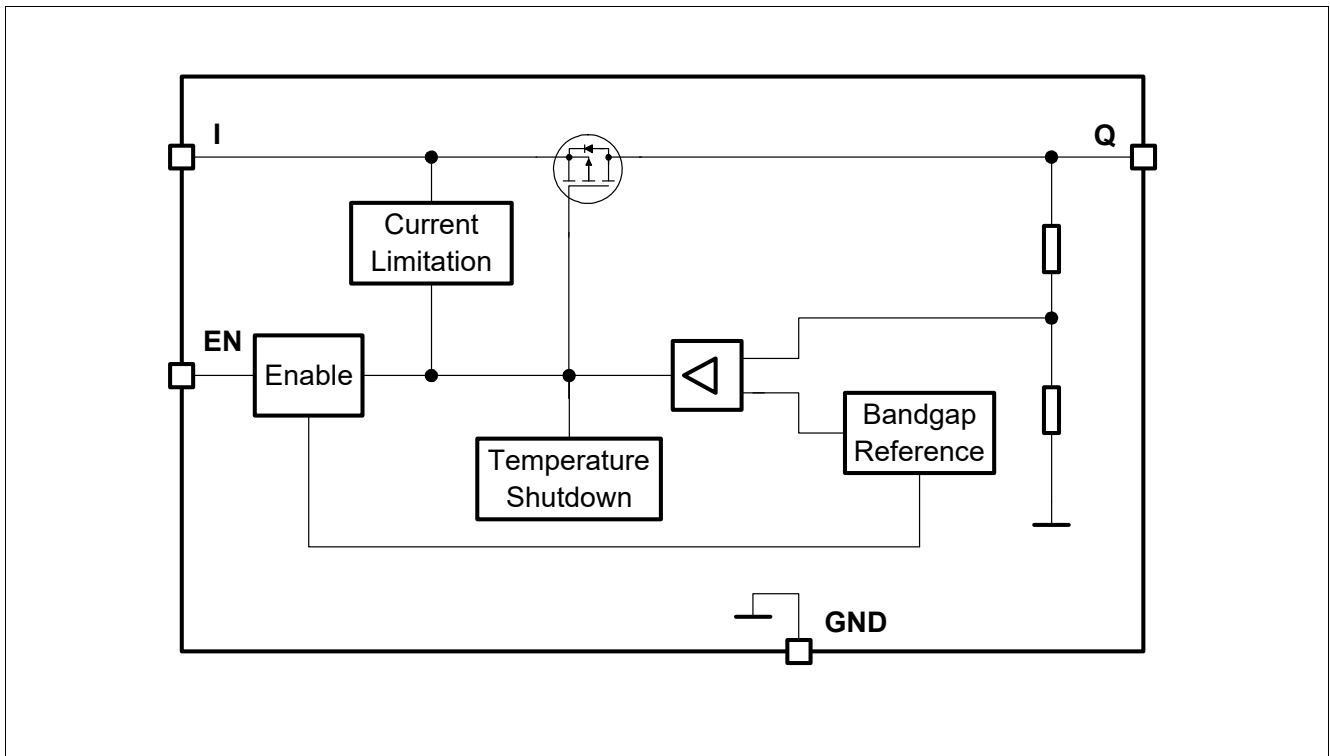 I
Q
Current
Limitation
EN
Enable
Bandgap
Reference
Temperature
Shutdown
GND